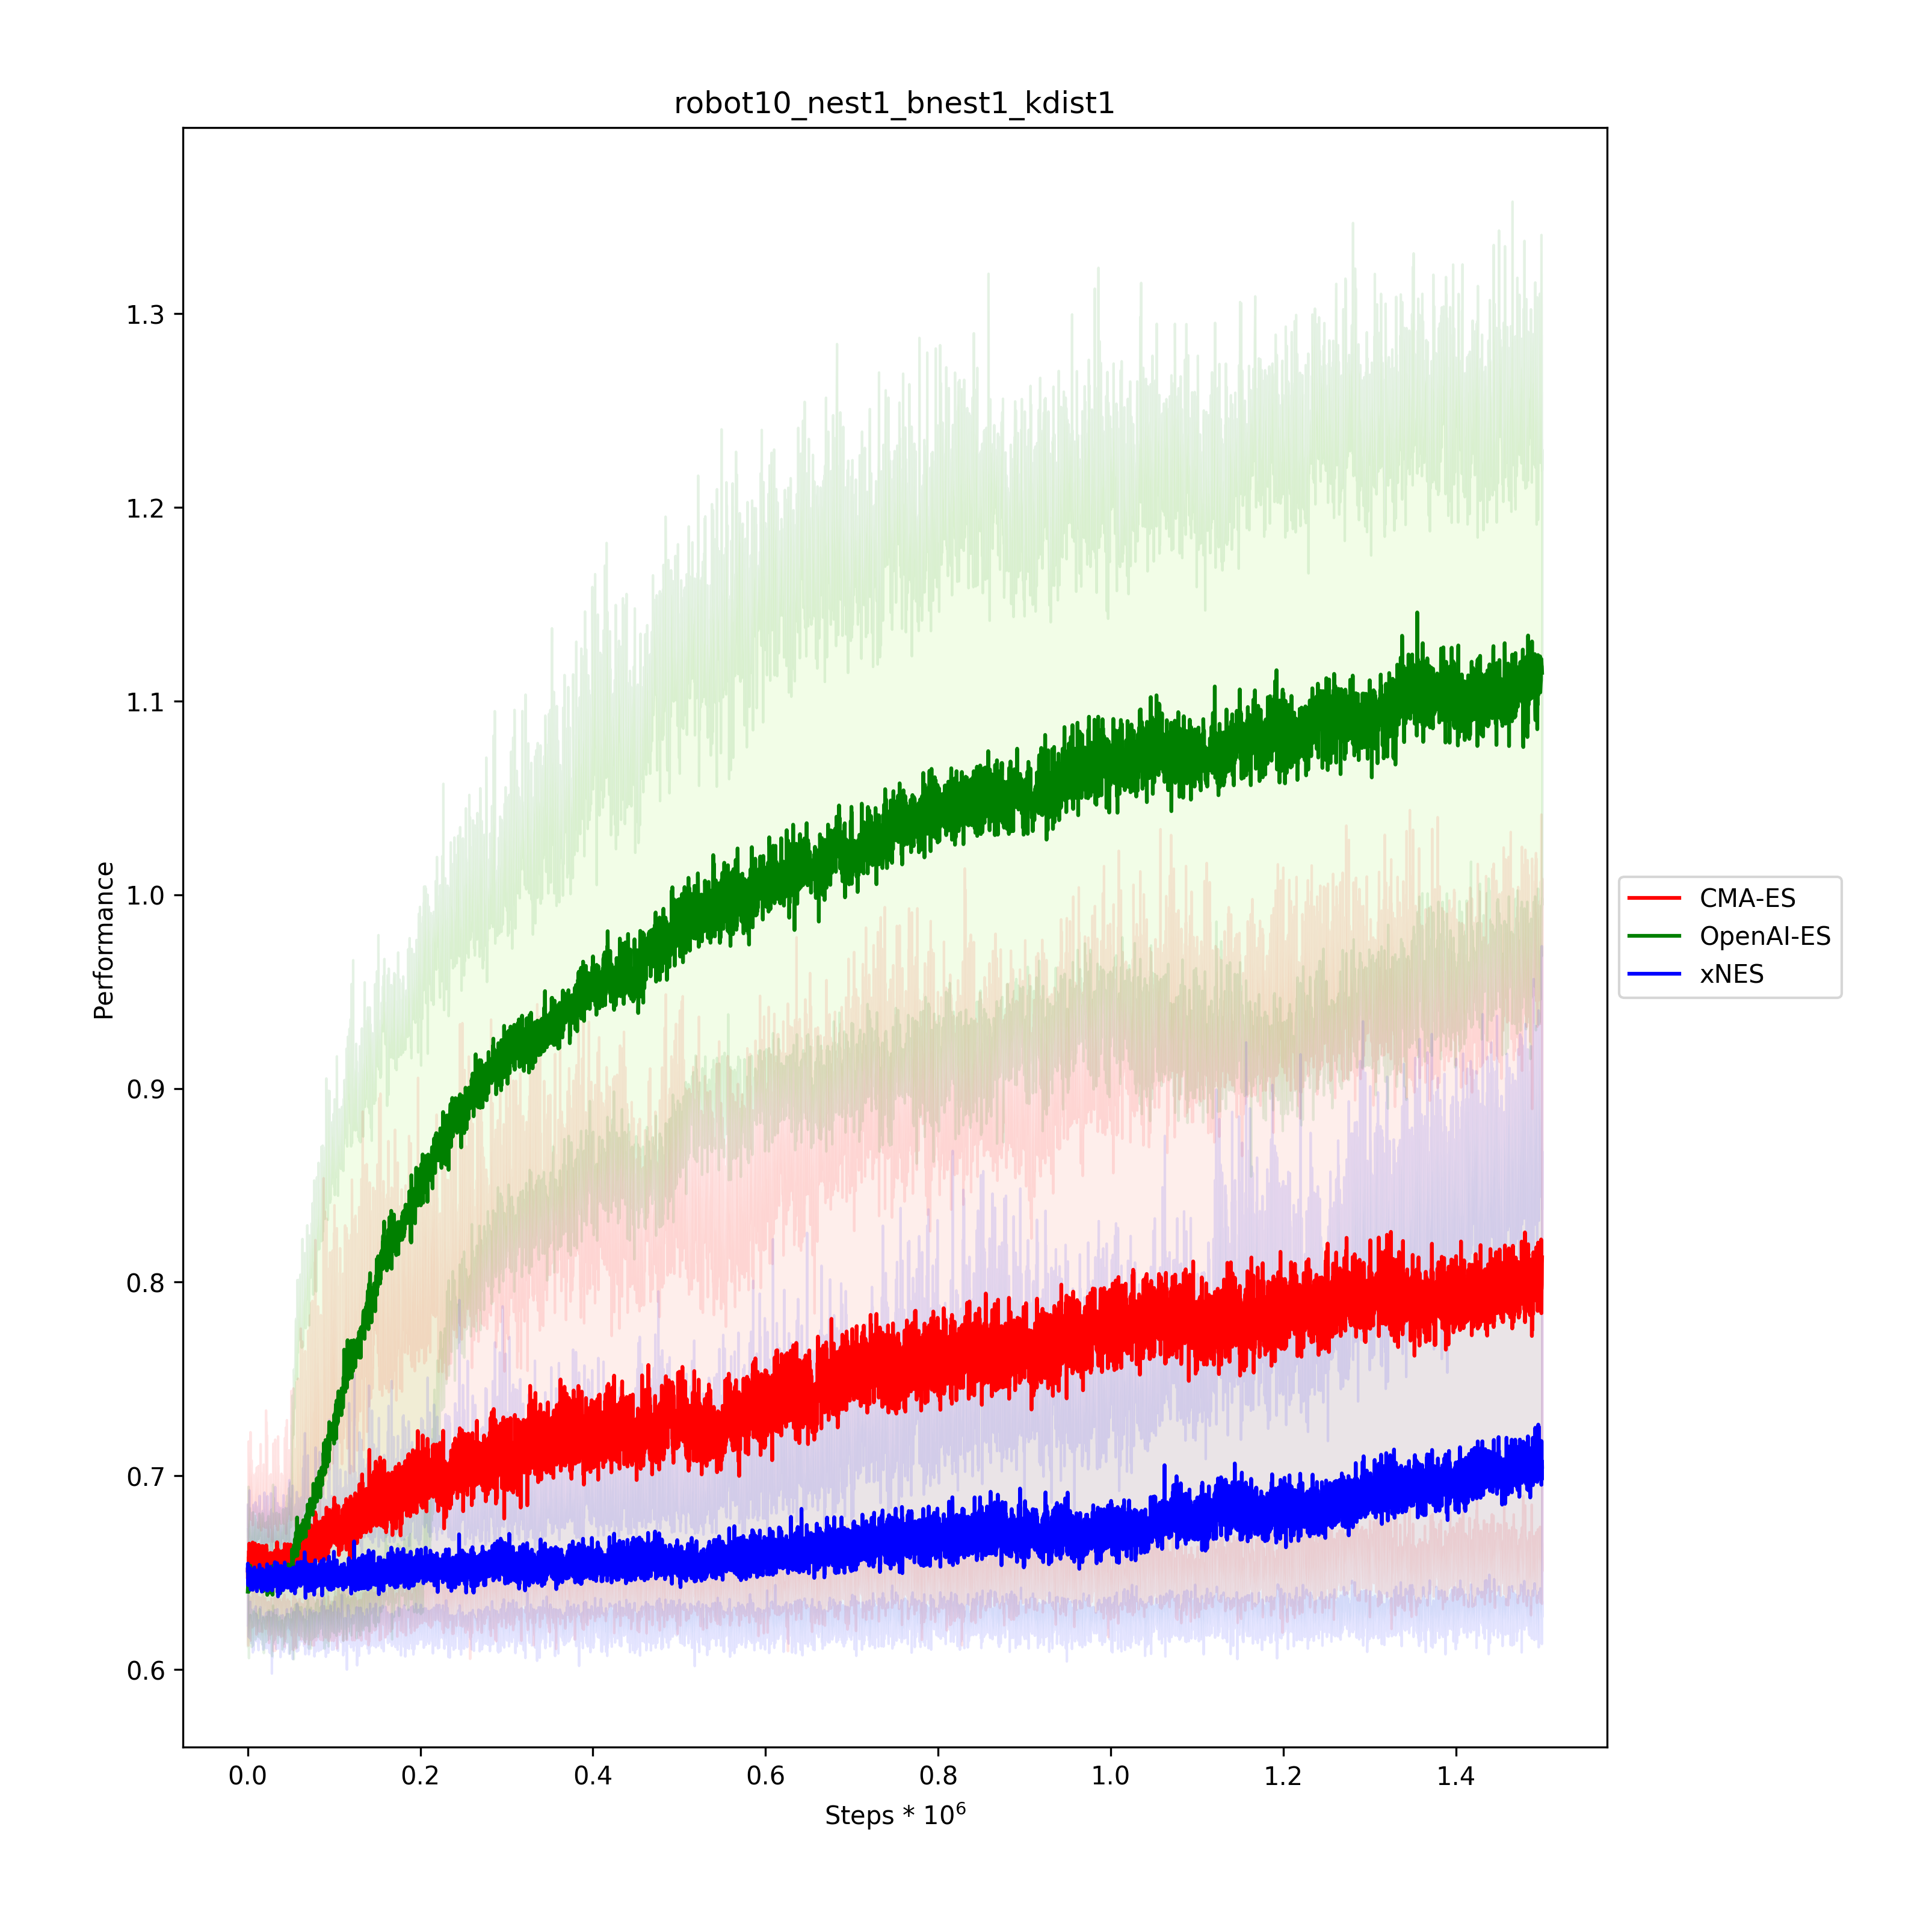 robot10_nest1_bnest1_kdist1
Performance
1.3
1.2
1.1
1.0
0.9
0.8
0.7
0.6
0.0 0.2 0.4 0.6 0.8 1.0 1.2 1.4
Steps * 10⁶
CMA-ES
OpenAI-ES
xNES